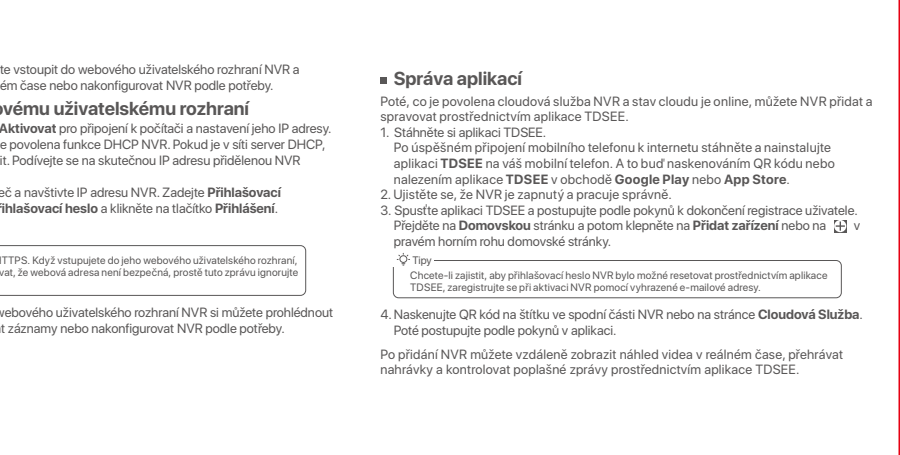 te vstoupit do webového uživatelského rozhraní NVR a
ém čase nebo nakonfigurovat NVR podle potřeby.
ovému uživatelskému rozhraní
Aktivovat pro připojení k počítači a nastavení jeho IP adresy.
e povolena funkce DHCP NVR. Pokud je v síti server DHCP,
it. Podívejte se na skutečnou IP adresu přidělenou NVR
eč a navštivte IP adresu NVR. Zadejte Přihlašovací
řihlašovací heslo a klikněte na tlačítko Přihlášení.
HTTPS. Když vstupujete do jeho webového uživatelského rozhraní,
vat, že webová adresa není bezpečná, prostě tuto zprávu ignorujte
webového uživatelského rozhraní NVR si můžete prohlédnout
at záznamy nebo nakonfigurovat NVR podle potřeby.
Správa aplikací
Poté, co je povolena cloudová služba NVR a stav cloudu je online, můžete NVR přidat a
spravovat prostřednictvím aplikace TDSEE.
1. Stáhněte si aplikaci TDSEE.
Po úspěšném připojení mobilního telefonu k internetu stáhněte a nainstalujte
aplikaci TDSEE na váš mobilní telefon. A to buď naskenováním QR kódu nebo
nalezením aplikace TDSEE v obchodě Google Play nebo App Store.
2. Ujistěte se, že NVR je zapnutý a pracuje správně.
3. Spusťte aplikaci TDSEE a postupujte podle pokynů k dokončení registrace uživatele.
Přejděte na Domovskou stránku a potom klepněte na Přidat zařízení nebo na v
pravém horním rohu domovské stránky.
Tipy
Chcete-li zajistit, aby přihlašovací heslo NVR bylo možné resetovat prostřednictvím aplikace
TDSEE, zaregistrujte se při aktivaci NVR pomocí vyhrazené e-mailové adresy.
4. Naskenujte QR kód na štítku ve spodní části NVR nebo na stránce Cloudová Služba.
Poté postupujte podle pokynů v aplikaci.
Po přidání NVR můžete vzdáleně zobrazit náhled videa v reálném čase, přehrávat
nahrávky a kontrolovat poplašné zprávy prostřednictvím aplikace TDSEE.